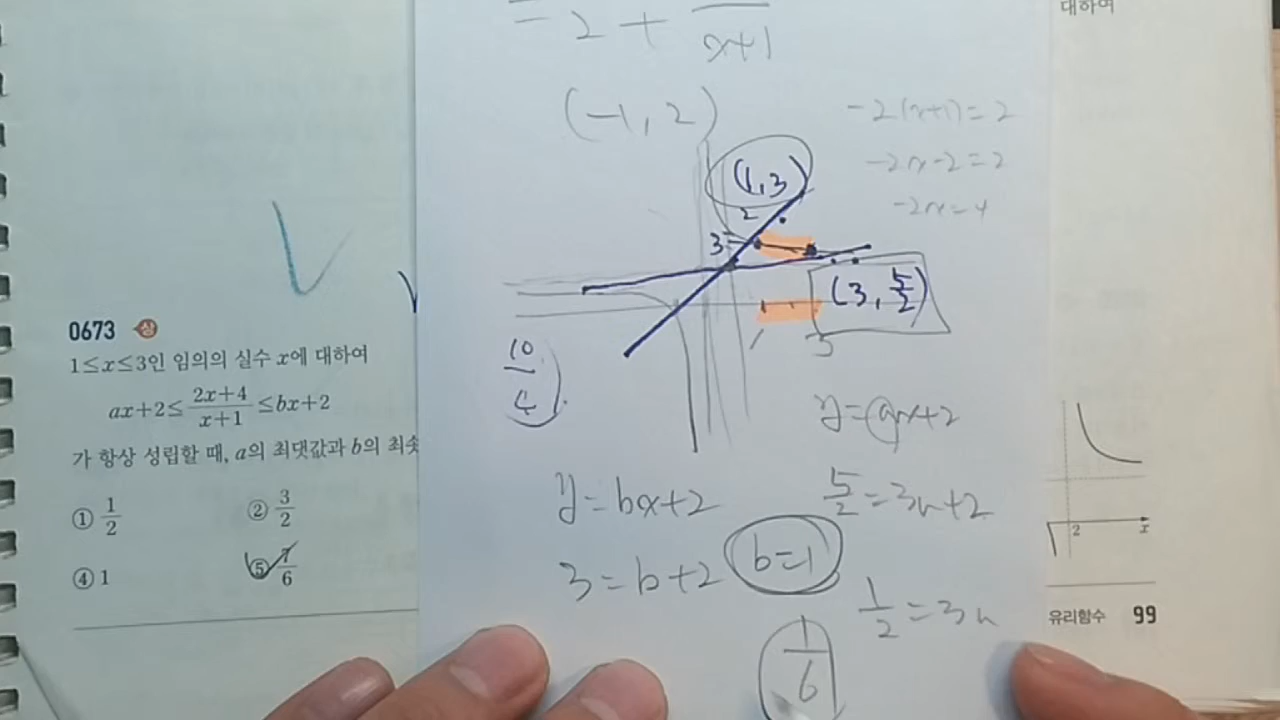 대하여
= 2 + x+1
(-1, 2)
-2(x+1)=2
-2x-2=2
-2x=4
(1,3)
2
3
(3, 5/2)
1 3
10/4
y=ax+2
y=bx+2
5/2=3a+2
3=b+2 b=1
1/2=3a
1/6
0673 상
1≤x≤3인 임의의 실수 x에 대하여
ax+2≤(2x+4)/(x+1)≤bx+2
가 항상 성립할 때, a의 최댓값과 b의 최솟
① 1/2 ② 3/2
④ 1 ⑤ 7/6
2 x
유리함수 99